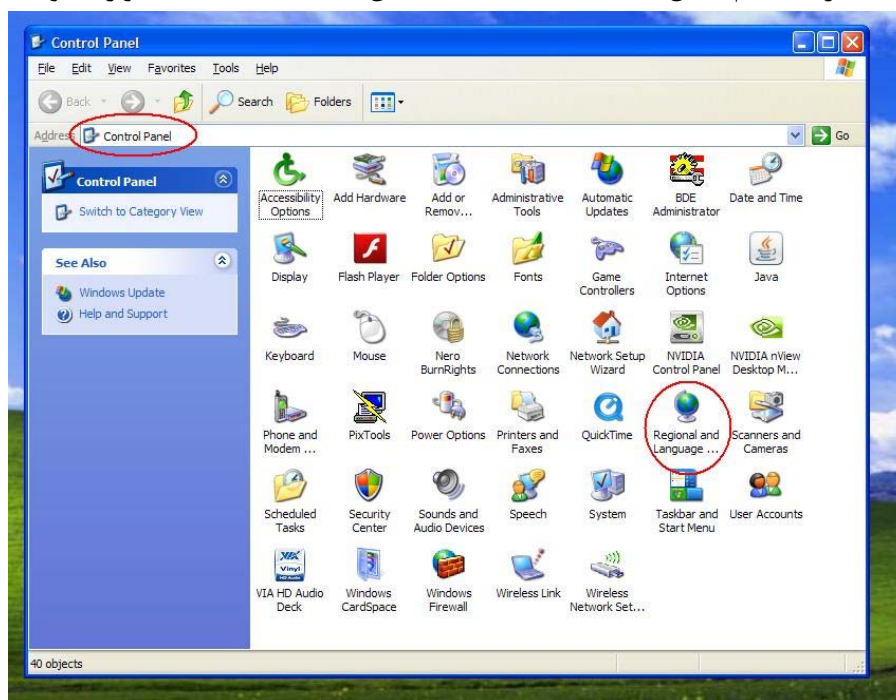 Control Panel
File Edit View Favorites Tools Help
Back Search Folders
Address Control Panel Go
Control Panel
Switch to Category View
See Also
Windows Update
Help and Support
Accessibility Options
Add Hardware
Add or Remov...
Administrative Tools
Automatic Updates
BDE Administrator
Date and Time
Display
Flash Player
Folder Options
Fonts
Game Controllers
Internet Options
Java
Keyboard
Mouse
Nero BurnRights
Network Connections
Network Setup Wizard
NVIDIA Control Panel
NVIDIA nView Desktop M...
Phone and Modem ...
PixTools
Power Options
Printers and Faxes
QuickTime
Regional and Language ...
Scanners and Cameras
Scheduled Tasks
Security Center
Sounds and Audio Devices
Speech
System
Taskbar and Start Menu
User Accounts
VIA HD Audio Deck
Windows CardSpace
Windows Firewall
Wireless Link
Wireless Network Set...
40 objects